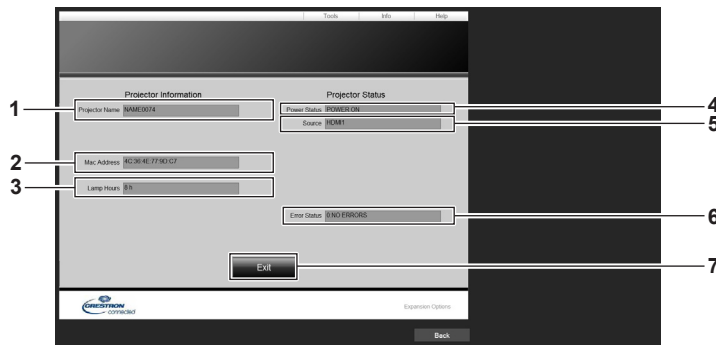 Tools Info Help
Projector Information Projector Status
1 Projector Name NAME0074 Power Status POWER ON 4
Source HDMI1 5
2 Mac Address 4C:36:4E:77:9D:C7
3 Lamp Hours 8 h
Error Status 0:NO ERRORS 6
Exit 7
CRESTRON connected Expansion Options
Back